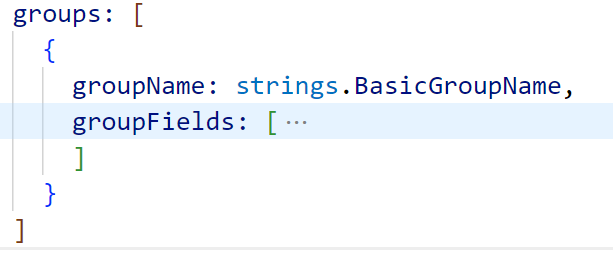 groups: [
{
groupName: strings.BasicGroupName,
groupFields: [ ···
]
}
]